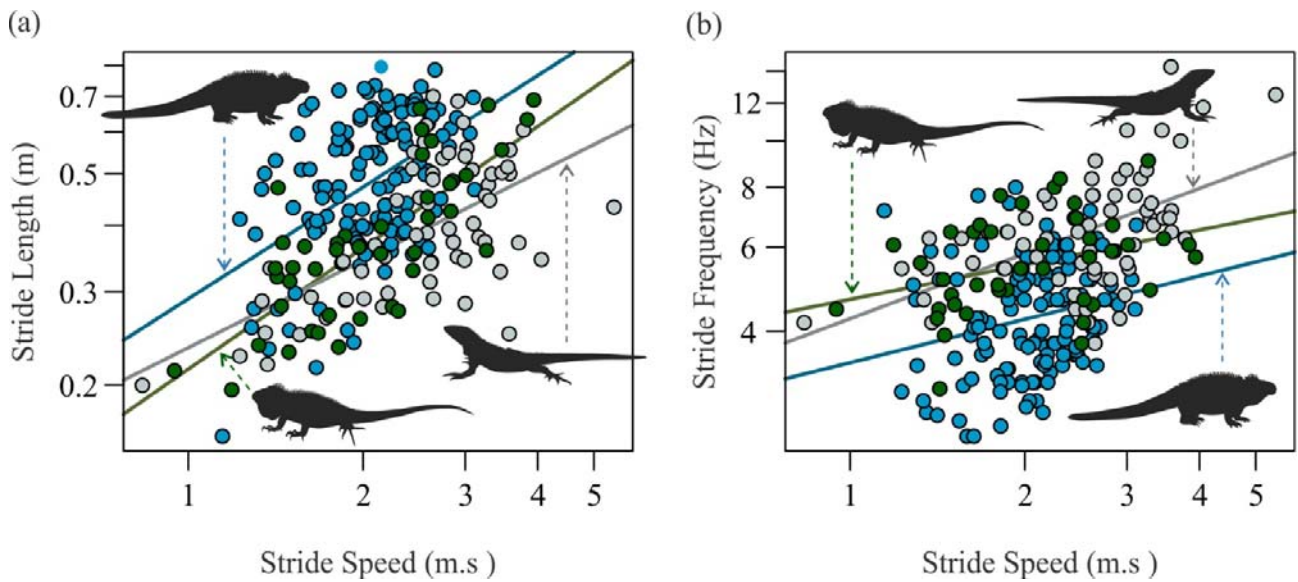 (a)
Stride Length (m)
0.7
0.5
0.3
0.2
1 2 3 4 5
Stride Speed (m.s )
(b)
Stride Frequency (Hz)
12
8
6
4
1 2 3 4 5
Stride Speed (m.s )